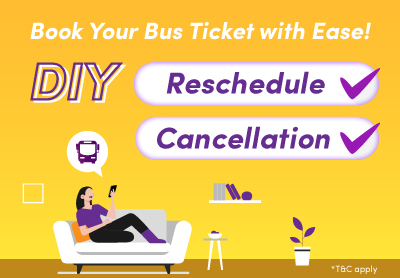 Book Your Bus Ticket with Ease!
DIY
Reschedule
Cancellation
*T&C apply